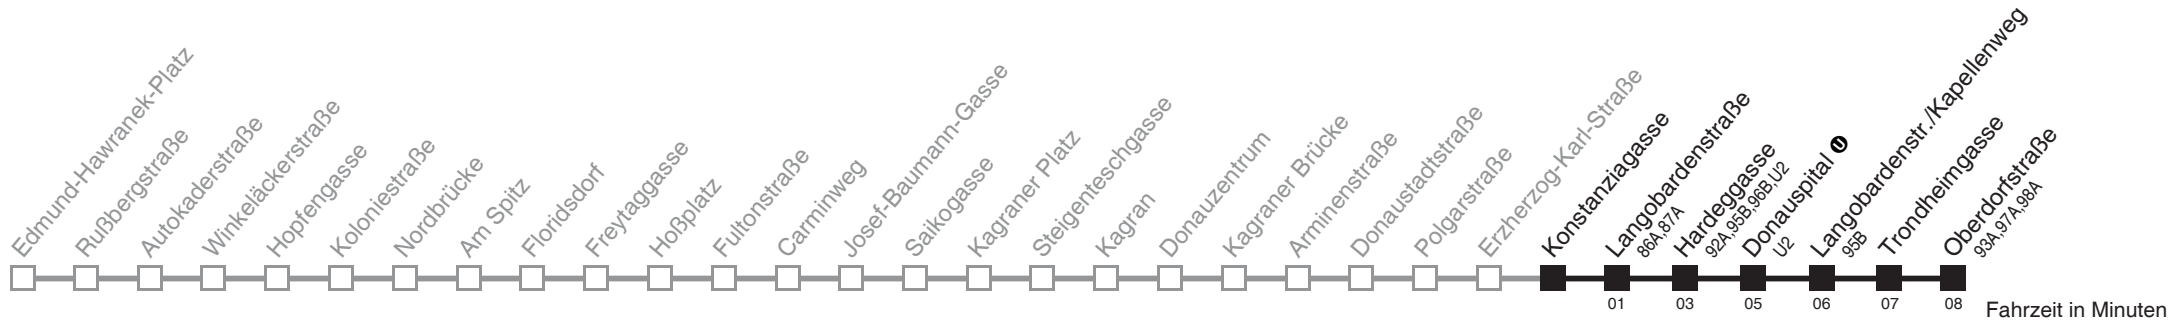 Edmund-Hawranek-Platz
Rußbergstraße
Autokaderstraße
Winkeläckerstraße
Hopfengasse
Koloniestraße
Nordbrücke
Am Spitz
Floridsdorf
Freytaggasse
Hoßplatz
Fultonstraße
Carminweg
Josef-Baumann-Gasse
Saikogasse
Kagraner Platz
Steigenteschgasse
Kagran
Donauzentrum
Kagraner Brücke
Arminenstraße
Donaustadtstraße
Polgarstraße
Erzherzog-Karl-Straße
Konstanziagasse
Langobardenstraße
86A,87A
Hardeggasse
92A,95B,96B,U2
Donauspital U
U2
Langobardenstr./Kapellenweg
95B
Trondheimgasse
Oberdorfstraße
93A,97A,98A
01 03 05 06 07 08
Fahrzeit in Minuten